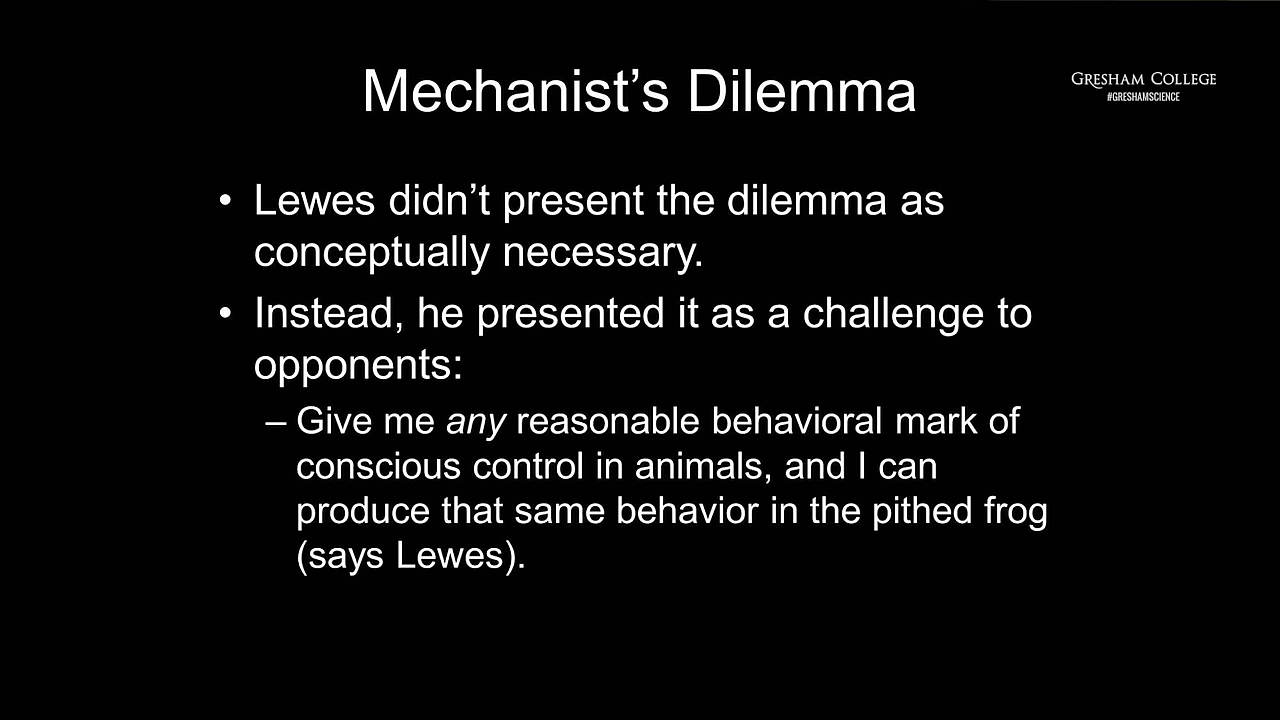 Mechanist’s Dilemma
GRESHAM COLLEGE
#GRESHAMSCIENCE
• Lewes didn’t present the dilemma as
conceptually necessary.
• Instead, he presented it as a challenge to
opponents:
– Give me any reasonable behavioral mark of
conscious control in animals, and I can
produce that same behavior in the pithed frog
(says Lewes).